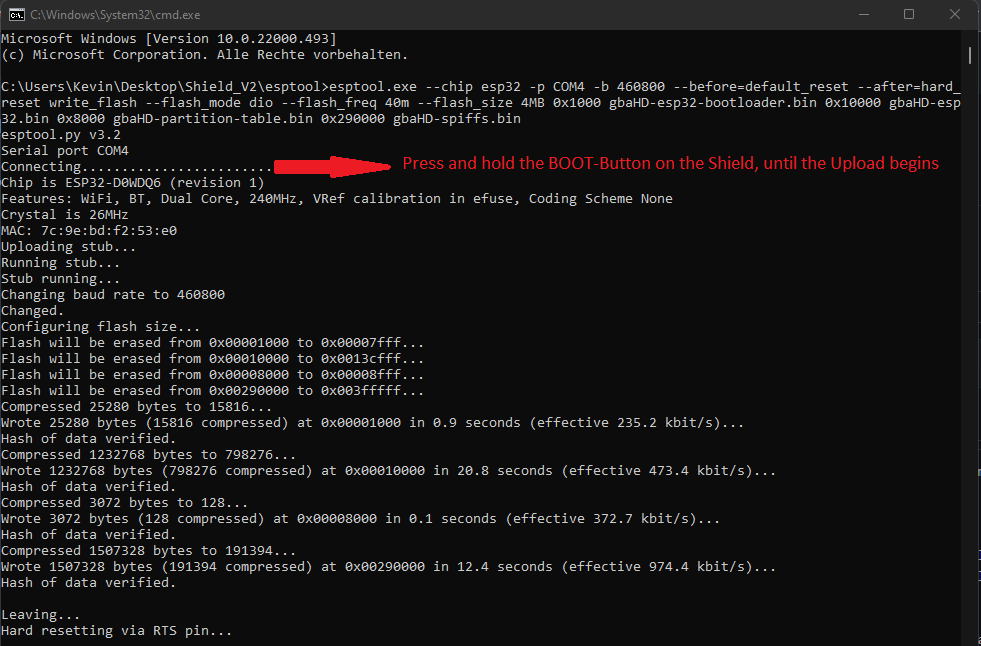 C:\Windows\System32\cmd.exe
Microsoft Windows [Version 10.0.22000.493]
(c) Microsoft Corporation. Alle Rechte vorbehalten.
C:\Users\Kevin\Desktop\Shield_V2\esptool>esptool.exe --chip esp32 -p COM4 -b 460800 --before=default_reset --after=hard_
reset write_flash --flash_mode dio --flash_freq 40m --flash_size 4MB 0x1000 gbaHD-esp32-bootloader.bin 0x10000 gbaHD-esp
32.bin 0x8000 gbaHD-partition-table.bin 0x290000 gbaHD-spiffs.bin
esptool.py v3.2
Serial port COM4
Connecting........................
Press and hold the BOOT-Button on the Shield, until the Upload begins
Chip is ESP32-D0WDQ6 (revision 1)
Features: WiFi, BT, Dual Core, 240MHz, VRef calibration in efuse, Coding Scheme None
Crystal is 26MHz
MAC: 7c:9e:bd:f2:53:e0
Uploading stub...
Running stub...
Stub running...
Changing baud rate to 460800
Changed.
Configuring flash size...
Flash will be erased from 0x00001000 to 0x00007fff...
Flash will be erased from 0x00010000 to 0x0013cfff...
Flash will be erased from 0x00008000 to 0x00008fff...
Flash will be erased from 0x00290000 to 0x003fffff...
Compressed 25280 bytes to 15816...
Wrote 25280 bytes (15816 compressed) at 0x00001000 in 0.9 seconds (effective 235.2 kbit/s)...
Hash of data verified.
Compressed 1232768 bytes to 798276...
Wrote 1232768 bytes (798276 compressed) at 0x00010000 in 20.8 seconds (effective 473.4 kbit/s)...
Hash of data verified.
Compressed 3072 bytes to 128...
Wrote 3072 bytes (128 compressed) at 0x00008000 in 0.1 seconds (effective 372.7 kbit/s)...
Hash of data verified.
Compressed 1507328 bytes to 191394...
Wrote 1507328 bytes (191394 compressed) at 0x00290000 in 12.4 seconds (effective 974.4 kbit/s)...
Hash of data verified.
Leaving...
Hard resetting via RTS pin...